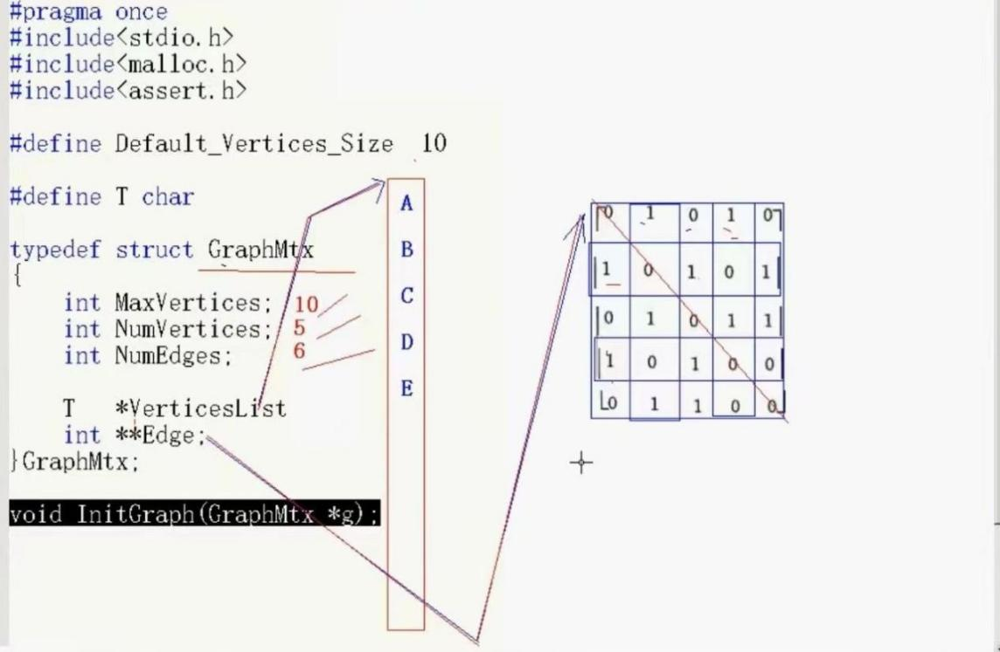 #pragma once
#include<stdio.h>
#include<malloc.h>
#include<assert.h>
#define Default_Vertices_Size 10
#define T char
typedef struct GraphMtx
{
int MaxVertices; 10
int NumVertices; 5
int NumEdges; 6
T *VerticesList
int **Edge;
}GraphMtx;
void InitGraph(GraphMtx *g);
A
B
C
D
E
0 1 0 1 0
1 0 1 0 1
0 1 0 1 1
1 0 1 0 0
0 1 1 0 0